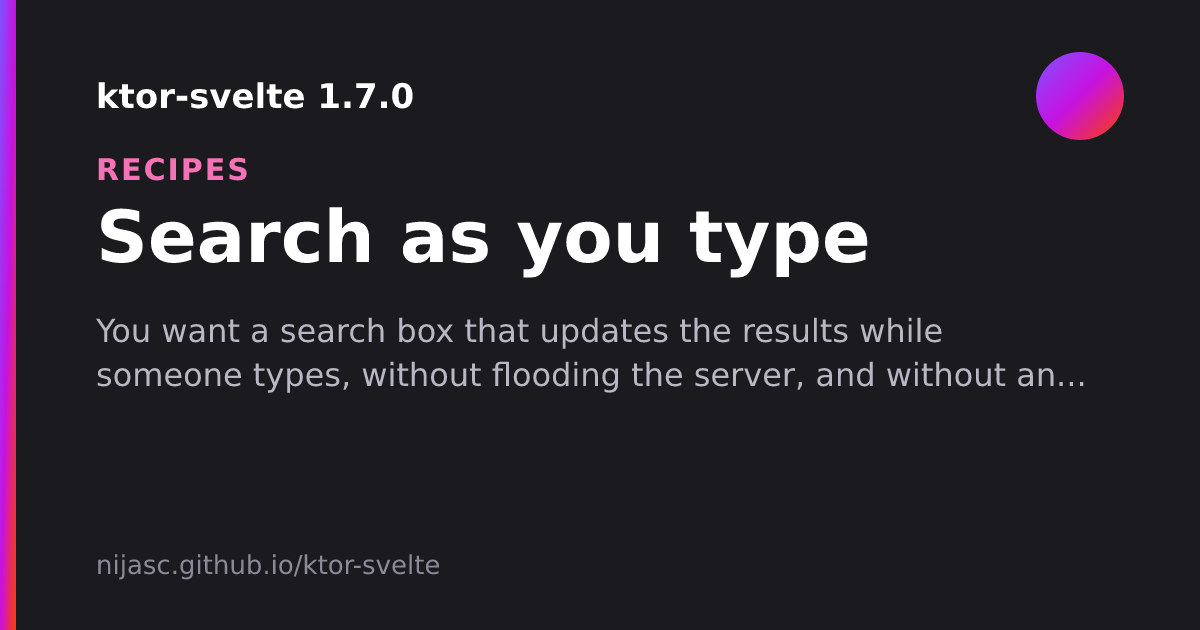 ktor-svelte 1.7.0
RECIPES
Search as you type
You want a search box that updates the results while
someone types, without flooding the server, and without an...
nijasc.github.io/ktor-svelte